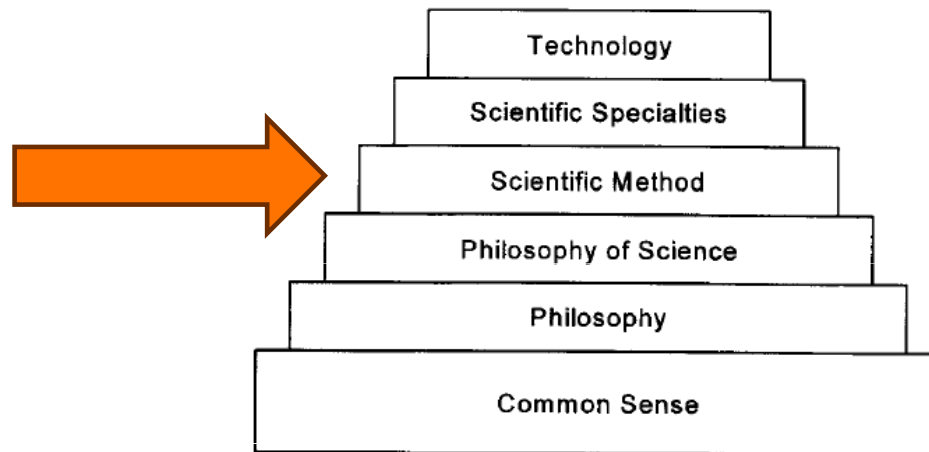 Technology
Scientific Specialties
Scientific Method
Philosophy of Science
Philosophy
Common Sense